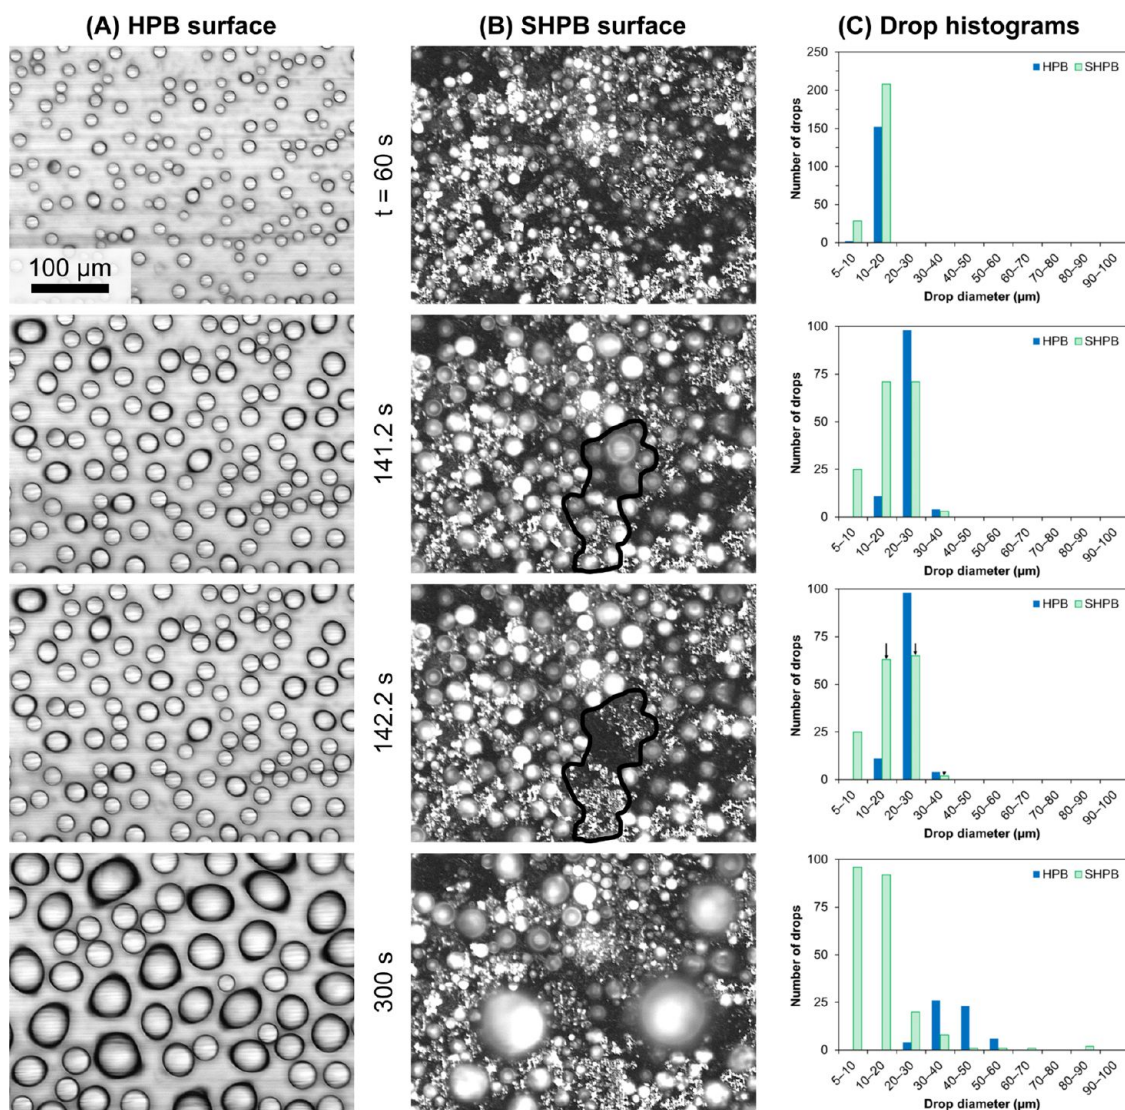 (A) HPB surface
(B) SHPB surface
(C) Drop histograms
100 µm
t = 60 s
250
200
150
100
50
0
Number of drops
HPB SHPB
5–10 10–20 20–30 30–40 40–50 50–60 60–70 70–80 80–90 90–100
Drop diameter (µm)
141.2 s
100
75
50
25
0
Number of drops
HPB SHPB
5–10 10–20 20–30 30–40 40–50 50–60 60–70 70–80 80–90 90–100
Drop diameter (µm)
142.2 s
100
75
50
25
0
Number of drops
HPB SHPB
5–10 10–20 20–30 30–40 40–50 50–60 60–70 70–80 80–90 90–100
Drop diameter (µm)
300 s
100
75
50
25
0
Number of drops
HPB SHPB
5–10 10–20 20–30 30–40 40–50 50–60 60–70 70–80 80–90 90–100
Drop diameter (µm)